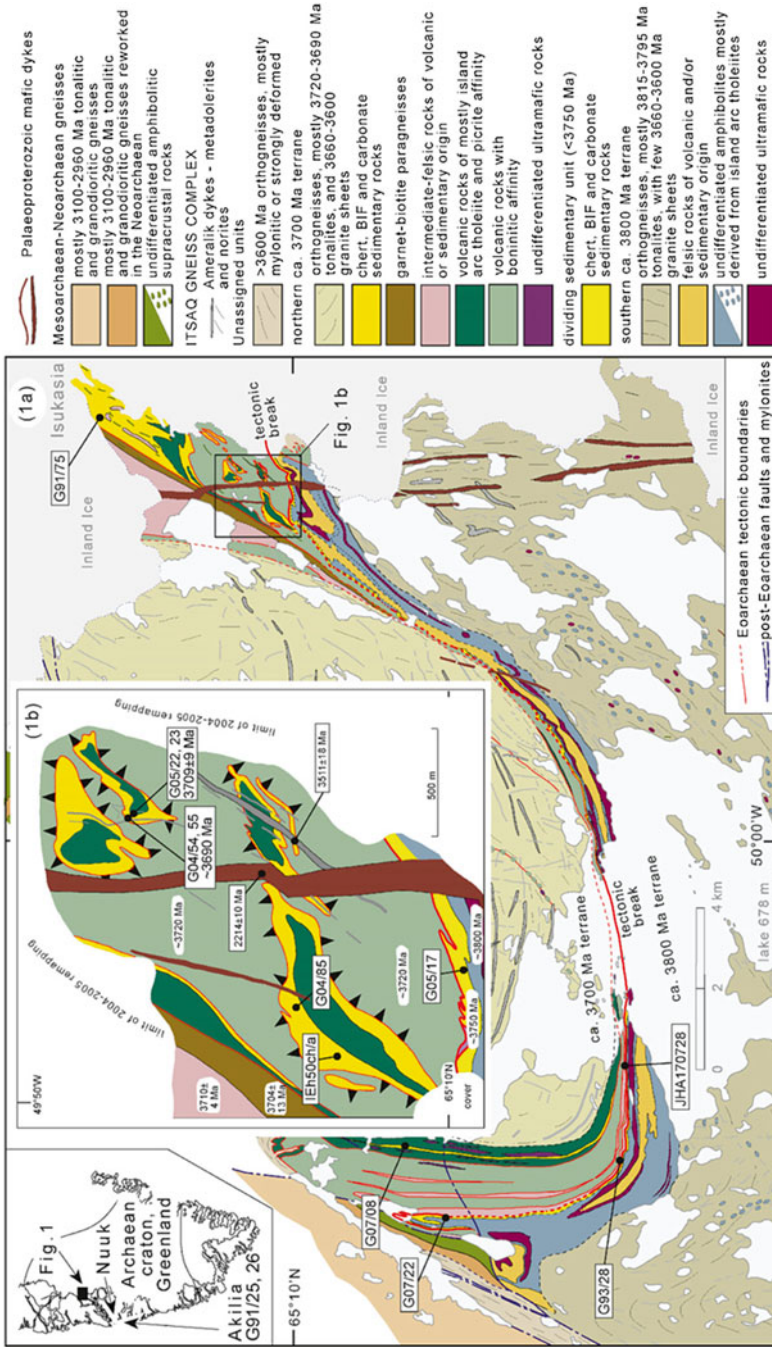 (1a)
Isukasia
G91/75
Inland Ice
tectonic
break
Fig. 1b
Inland Ice
Inland Ice
(1b)
limit of 2004-2005 remapping
G05/22, 23
3709±9 Ma
G04/54, 55
~3690 Ma
3511±18 Ma
500 m
2214±10 Ma
~3720 Ma
limit of 2004-2005 remapping
G04/85
~3720 Ma
~3800 Ma
G05/17
~3750 Ma
IEh50ch/a
3710±
4 Ma
3704±
13 Ma
49°50'W
65°10'N
cover
Fig.1
Nuuk
Archaean
craton,
Greenland
Akilia
G91/25, 26
65°10'N
G07/08
G07/22
G93/28
JHA170728
ca. 3700 Ma terrane
tectonic
break
ca. 3800 Ma terrane
0 2 4 km
lake 678 m
50°00'W
Eoarchaean tectonic boundaries
post-Eoarchaean faults and mylonites
Palaeoproterozoic mafic dykes
Mesoarchaean-Neoarchaean gneisses
mostly 3100-2960 Ma tonalitic
and granodioritic gneisses
mostly 3100-2960 Ma tonalitic
and granodioritic gneisses reworked
in the Neoarchaean
undifferentiated amphibolitic
supracrustal rocks
ITSAQ GNEISS COMPLEX
Ameralik dykes - metadolerites
and norites
Unassigned units
>3600 Ma orthogneisses, mostly
mylonitic or strongly deformed
northern ca. 3700 Ma terrane
orthogneisses, mostly 3720-3690 Ma
tonalites, and 3660-3600
granite sheets
chert, BIF and carbonate
sedimentary rocks
garnet-biotite paragneisses
intermediate-felsic rocks of volcanic
or sedimentary origin
volcanic rocks of mostly island
arc tholeiite and picrite affinity
volcanic rocks with
boninitic affinity
undifferentiated ultramafic rocks
dividing sedimentary unit (<3750 Ma)
chert, BIF and carbonate
sedimentary rocks
southern ca. 3800 Ma terrane
orthogneisses, mostly 3815-3795 Ma
tonalites, with few 3660-3600 Ma
granite sheets
felsic rocks of volcanic and/or
sedimentary origin
undifferentiated amphibolites mostly
derived from island arc tholeiites
undifferentiated ultramafic rocks